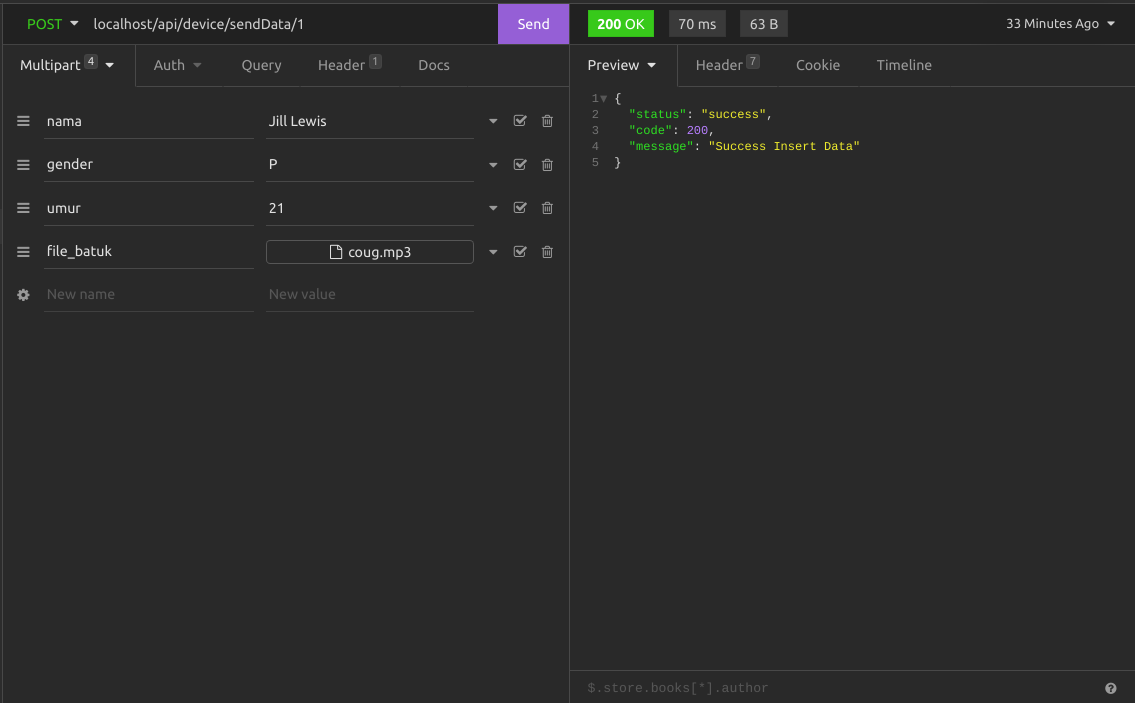 POST localhost/api/device/sendData/1 Send 200 OK 70 ms 63 B 33 Minutes Ago
Multipart 4 Auth Query Header 1 Docs
nama Jill Lewis
gender P
umur 21
file_batuk coug.mp3
New name New value
Preview Header 7 Cookie Timeline
1 {
2 "status": "success",
3 "code": 200,
4 "message": "Success Insert Data"
5 }
$.store.books[*].author